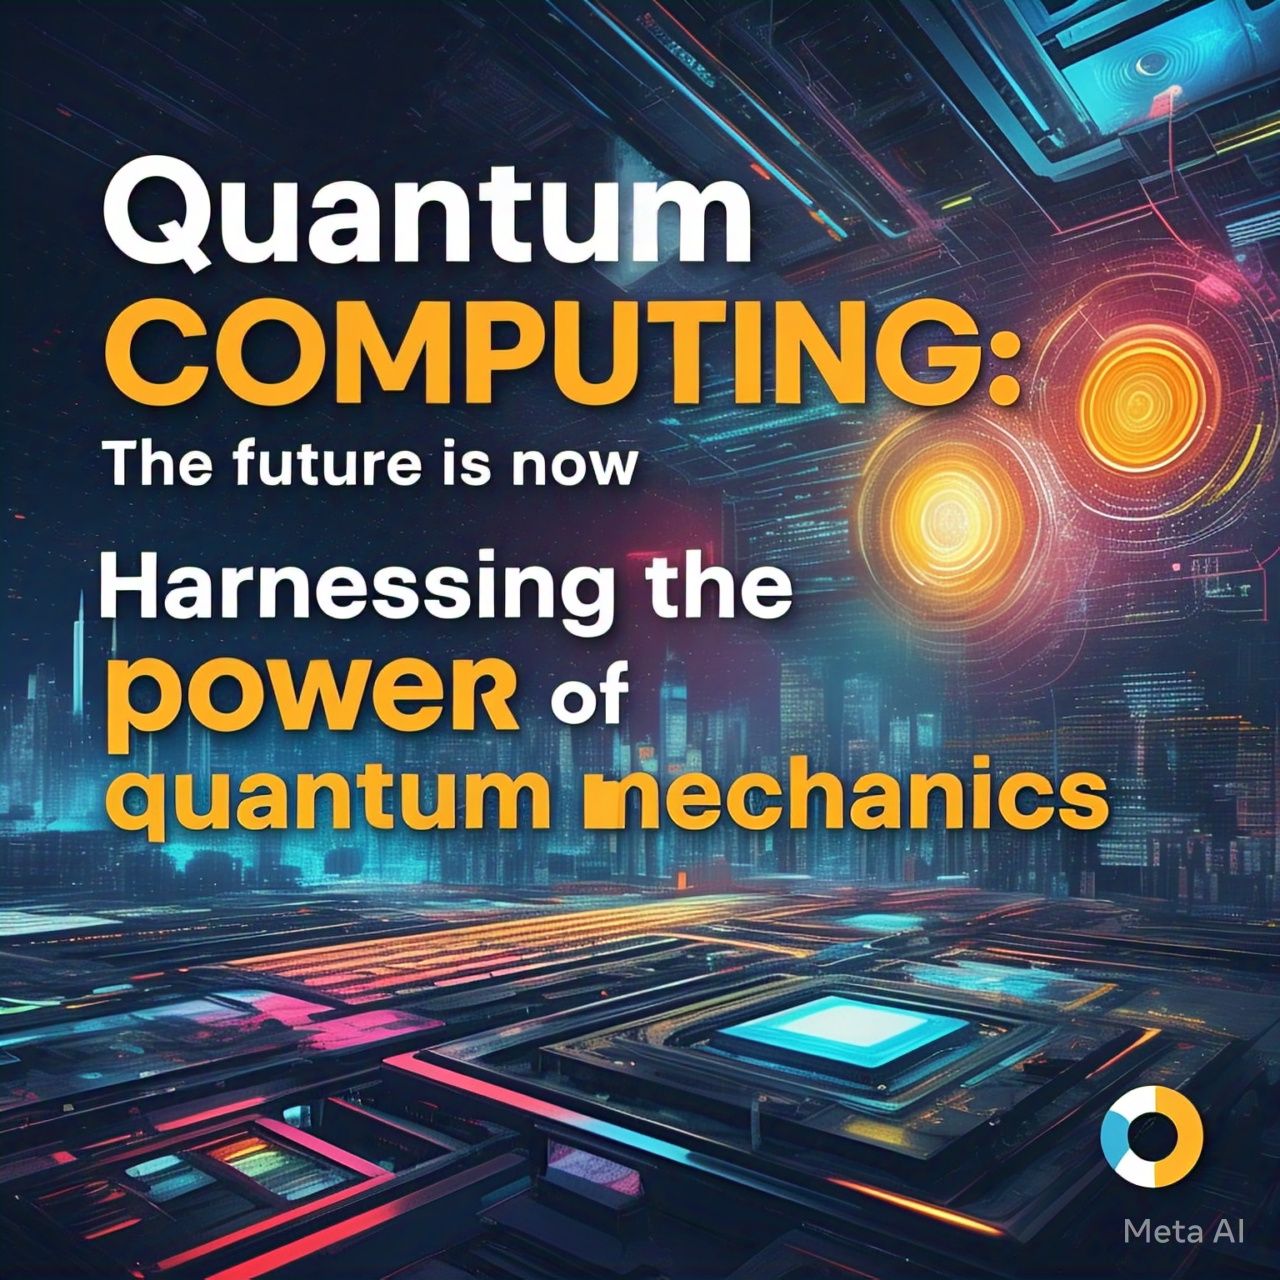 Quantum
COMPUTING:
The future is now
Harnessing the
power of
quantum mechanics
Meta AI